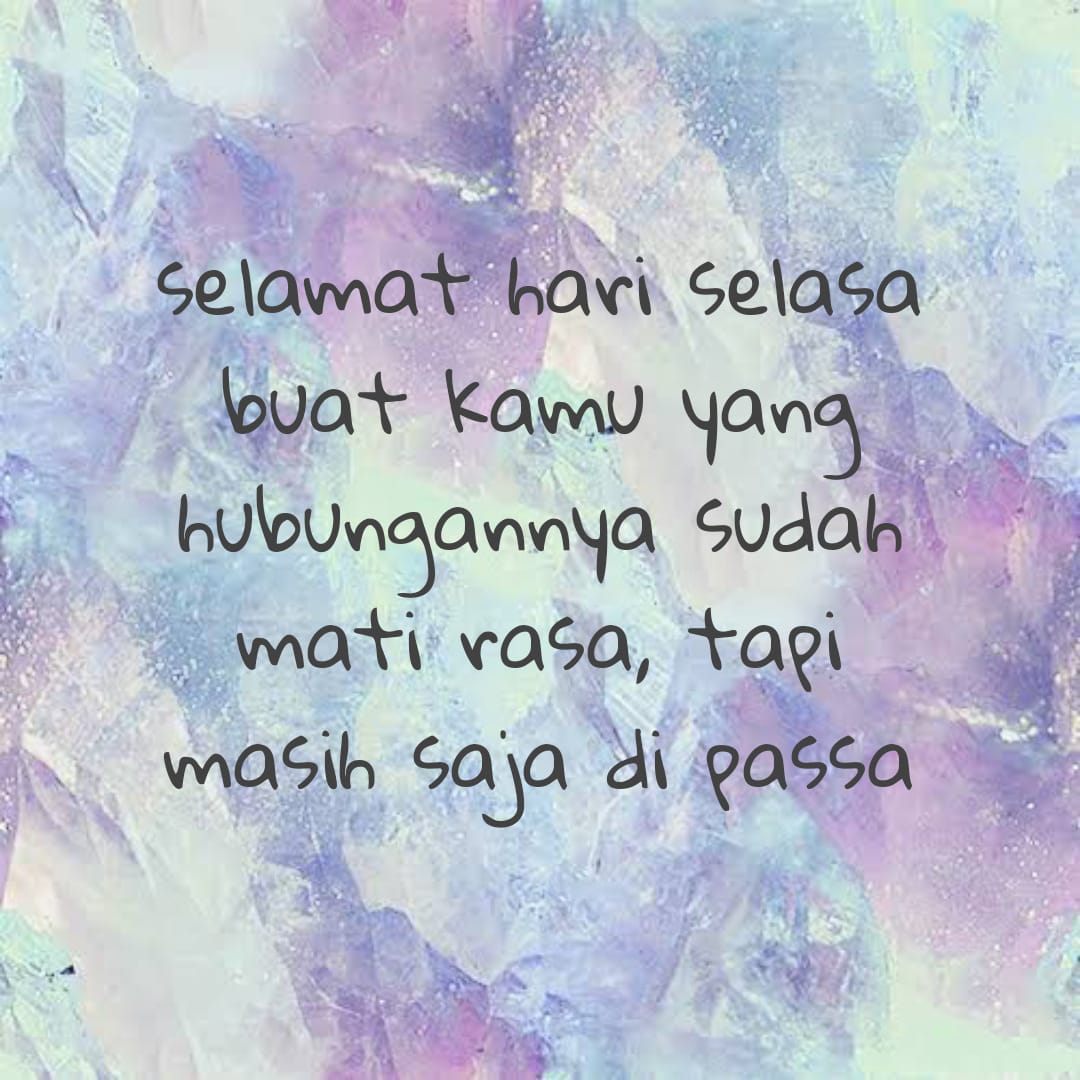 selamat hari selasa
buat kamu yang
hubungannya sudah
mati rasa, tapi
masih saja di passa